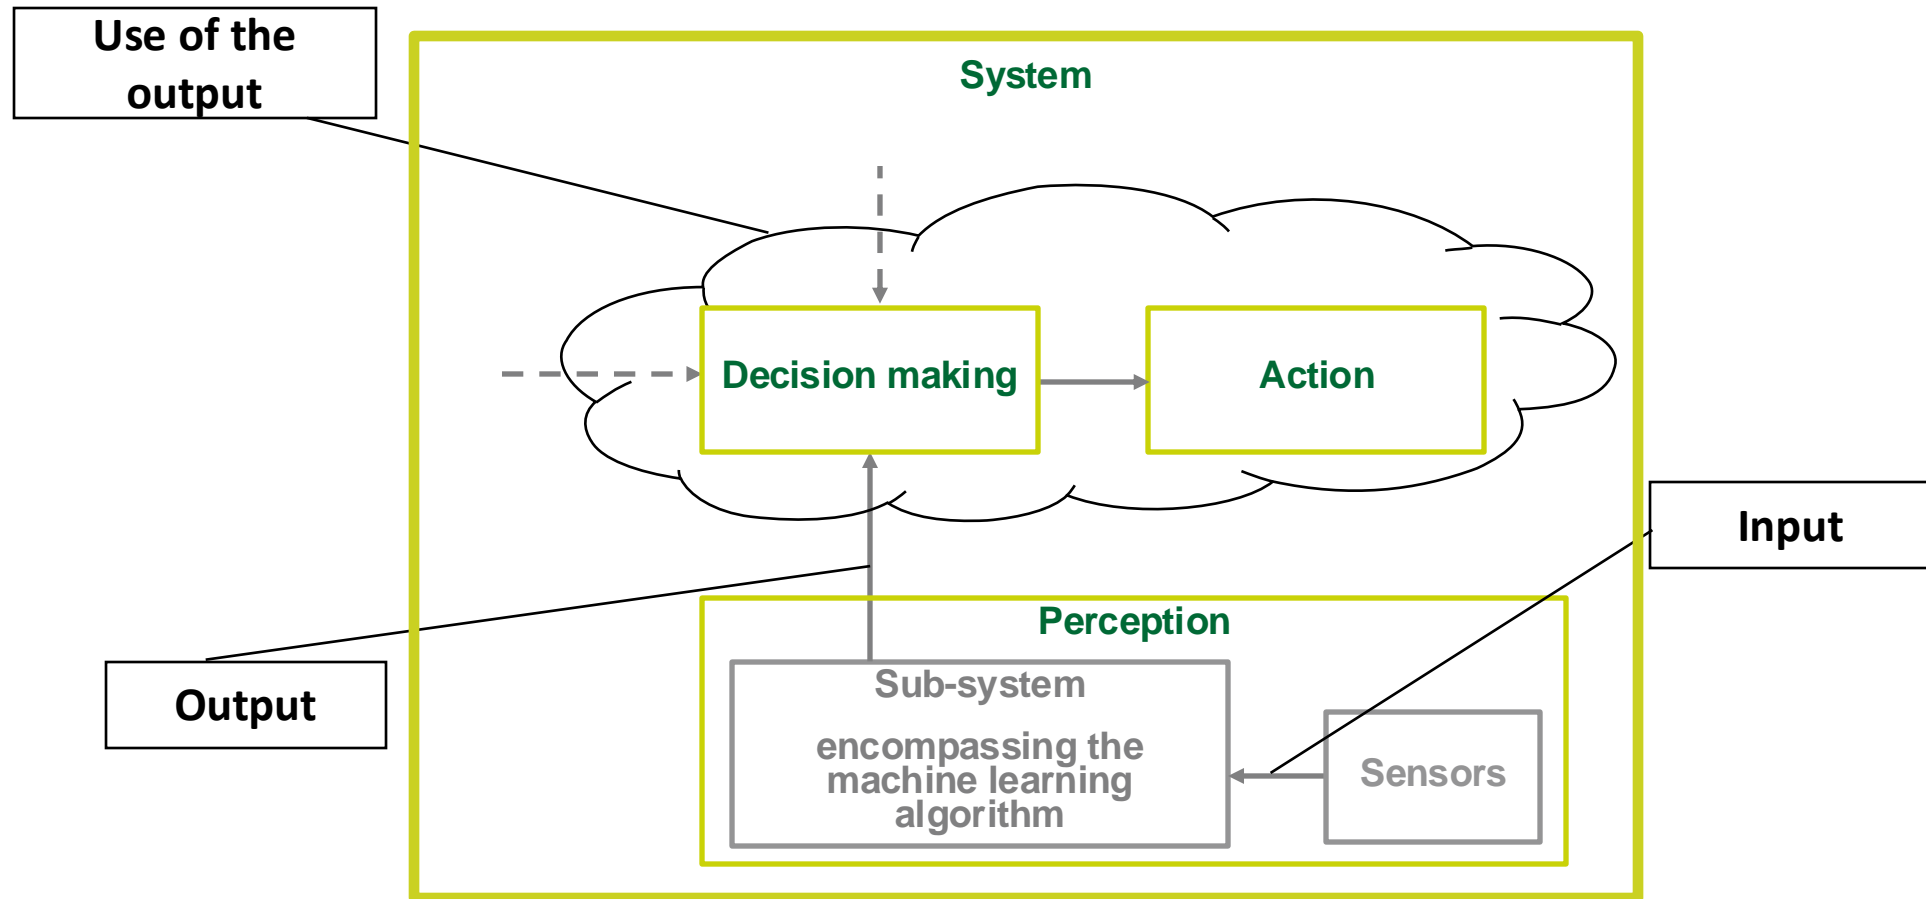 Use of the
output
System
Decision making
Action
Input
Perception
Sub-system
encompassing the
machine learning
algorithm
Sensors
Output